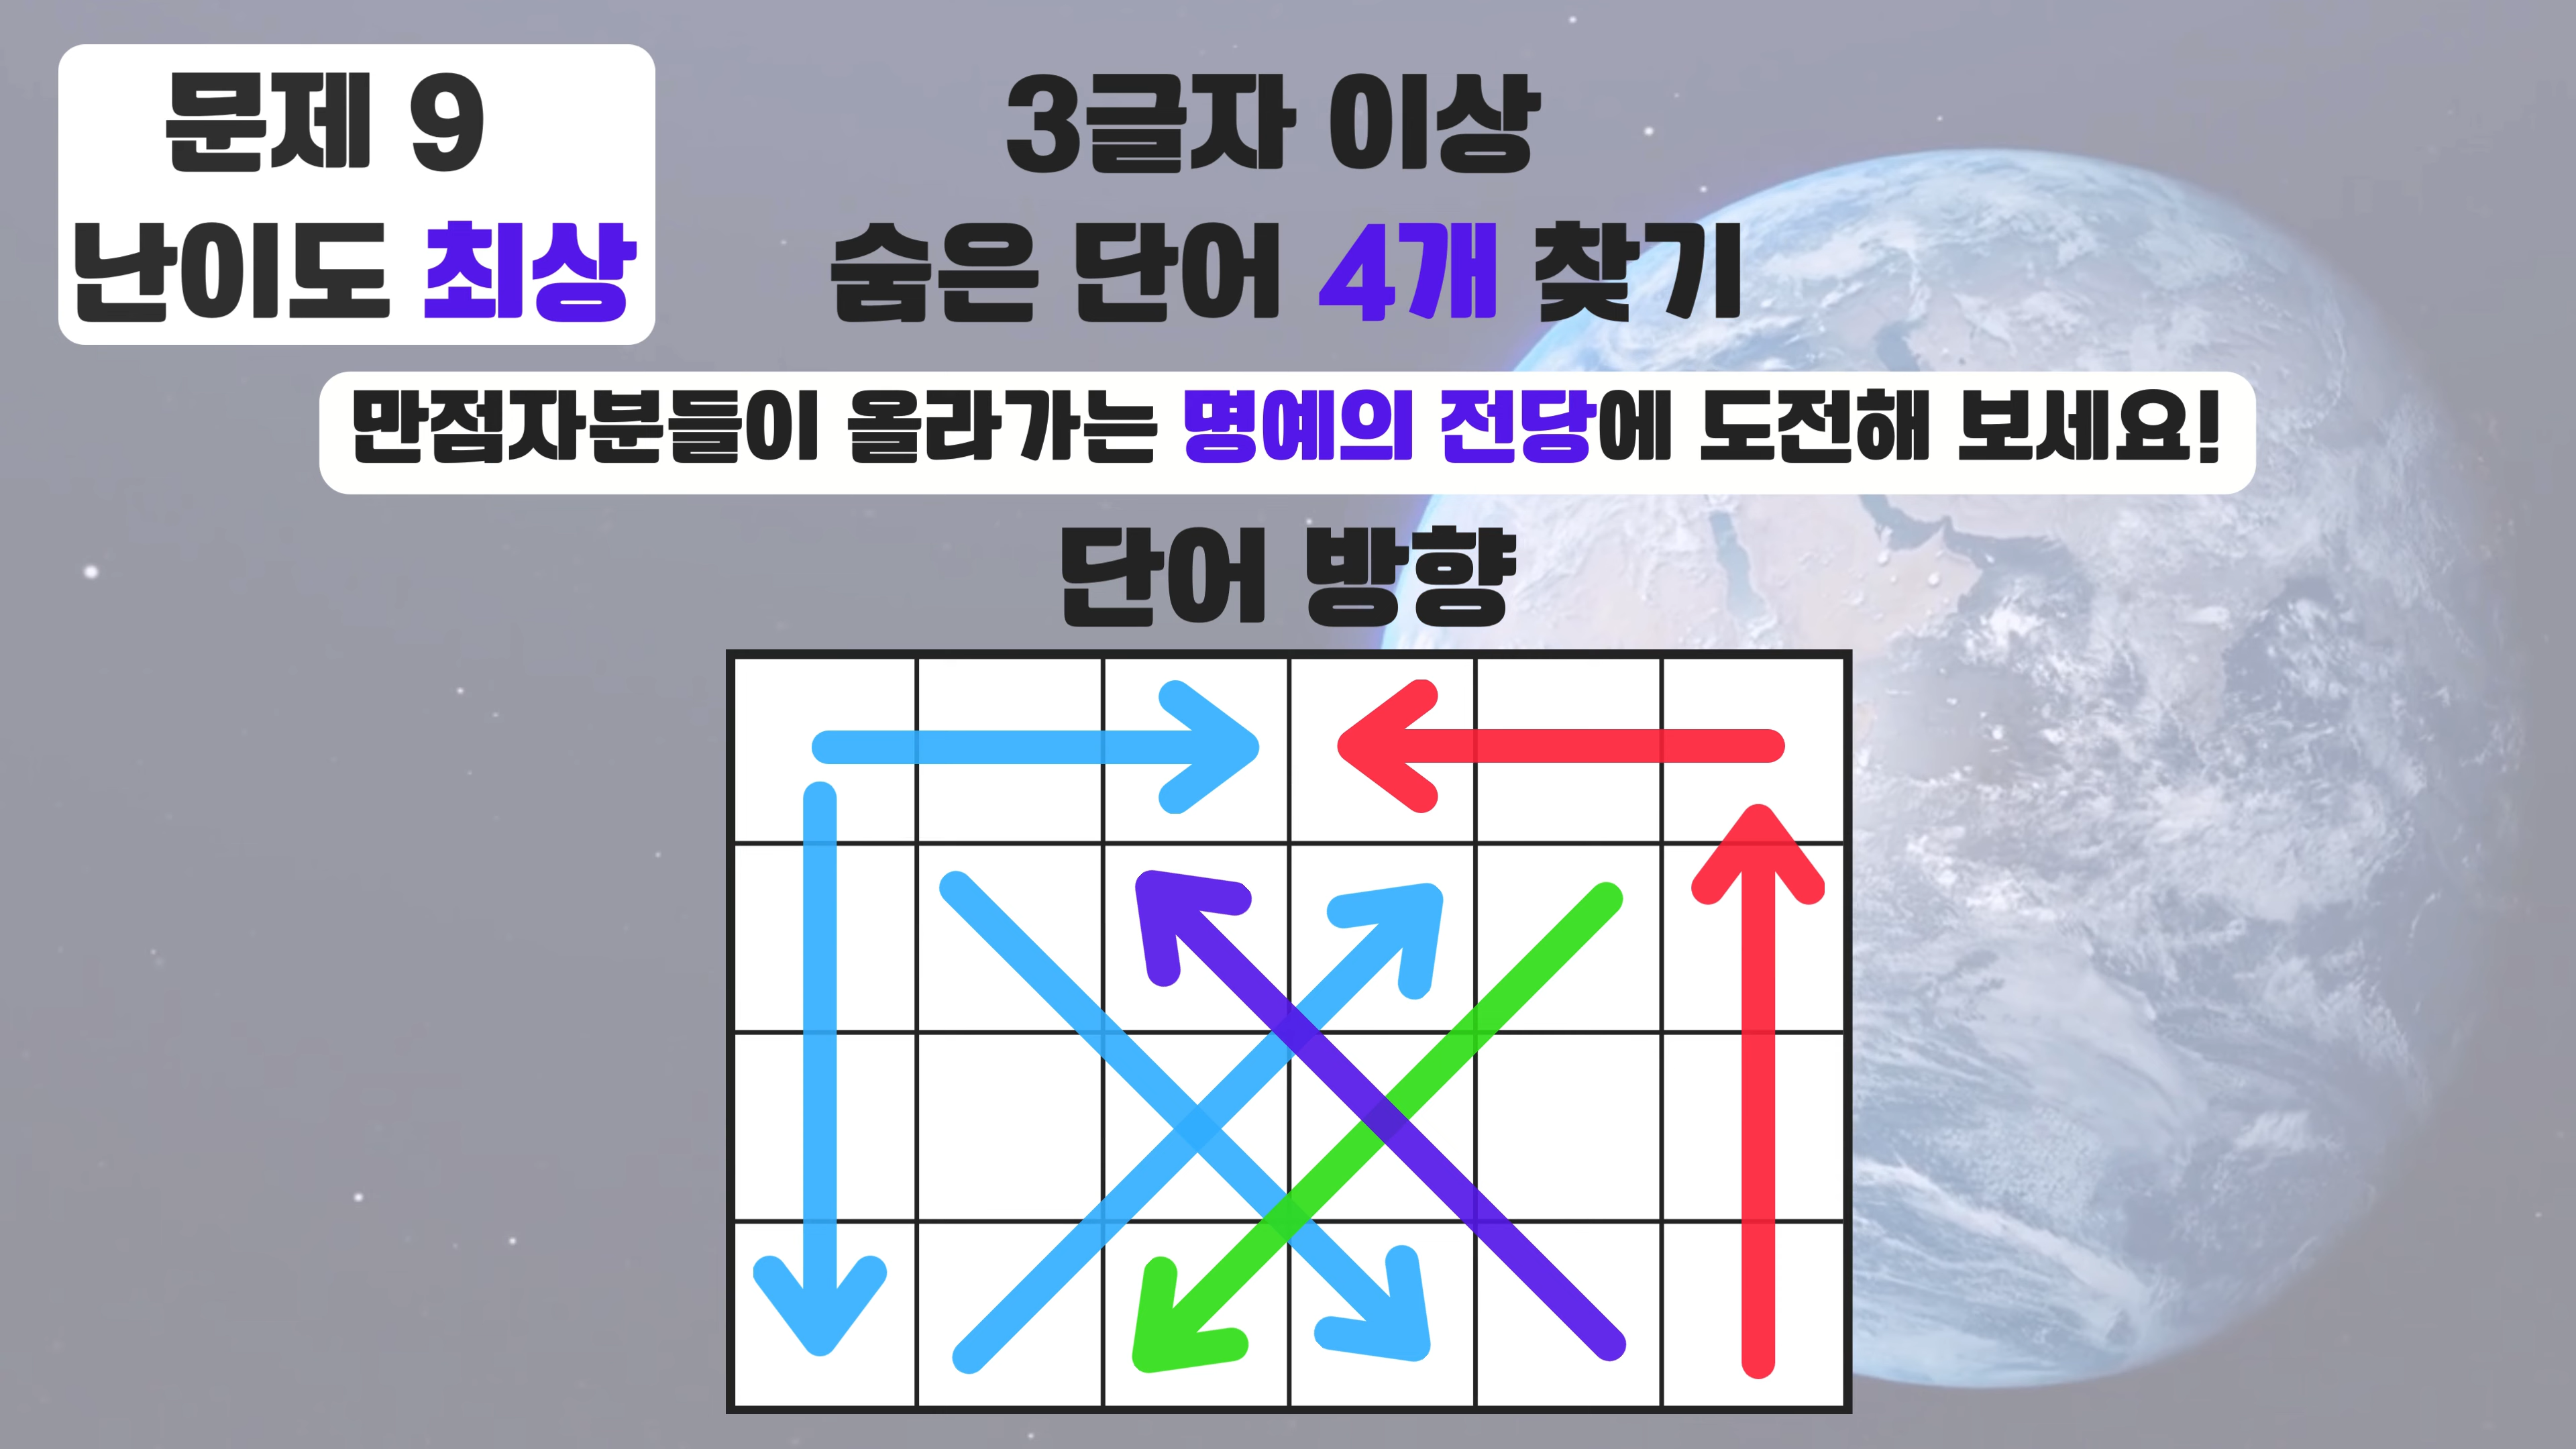 문제 9
난이도 최상
3글자 이상
숨은 단어 4개 찾기
만점자분들이 올라가는 명예의 전당에 도전해 보세요!
단어 방향